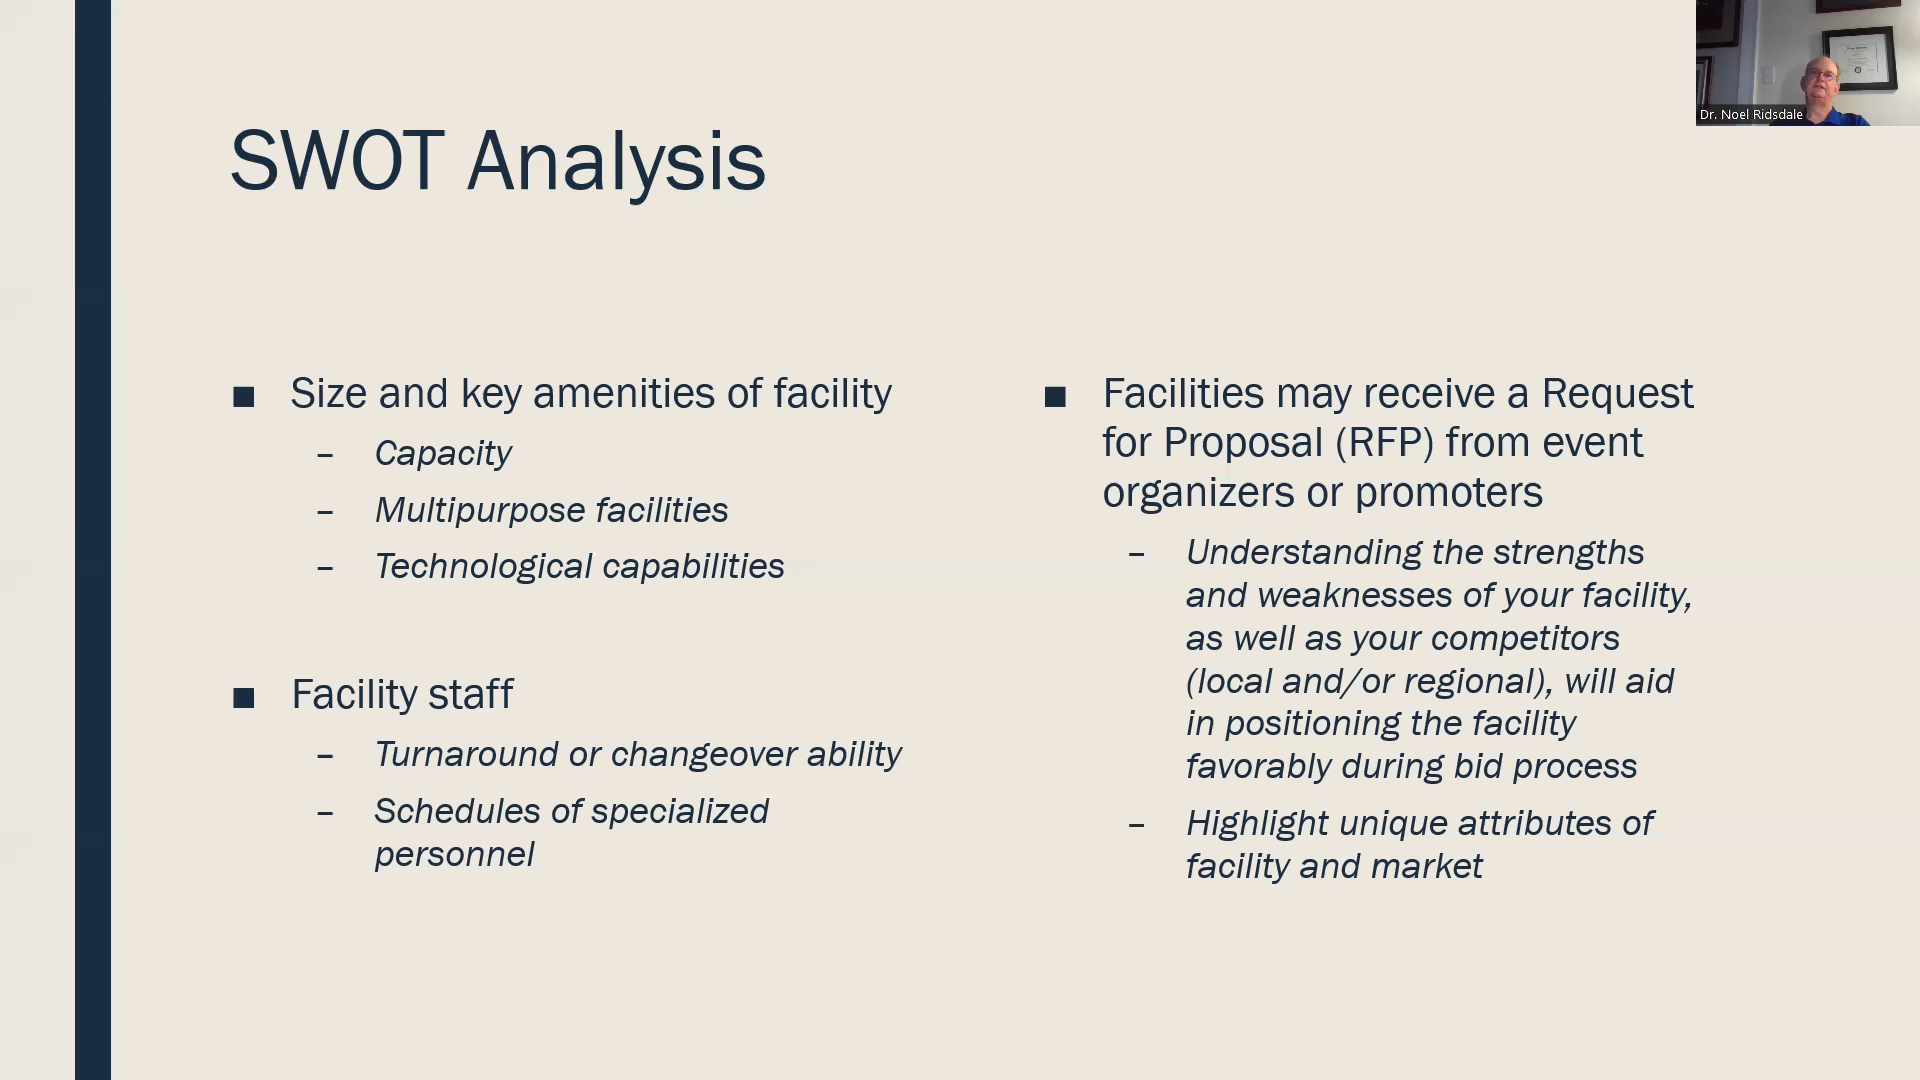 SWOT Analysis
■ Size and key amenities of facility
– Capacity
– Multipurpose facilities
– Technological capabilities
■ Facility staff
– Turnaround or changeover ability
– Schedules of specialized
personnel
■ Facilities may receive a Request
for Proposal (RFP) from event
organizers or promoters
– Understanding the strengths
and weaknesses of your facility,
as well as your competitors
(local and/or regional), will aid
in positioning the facility
favorably during bid process
– Highlight unique attributes of
facility and market
Dr. Noel Ridsdale